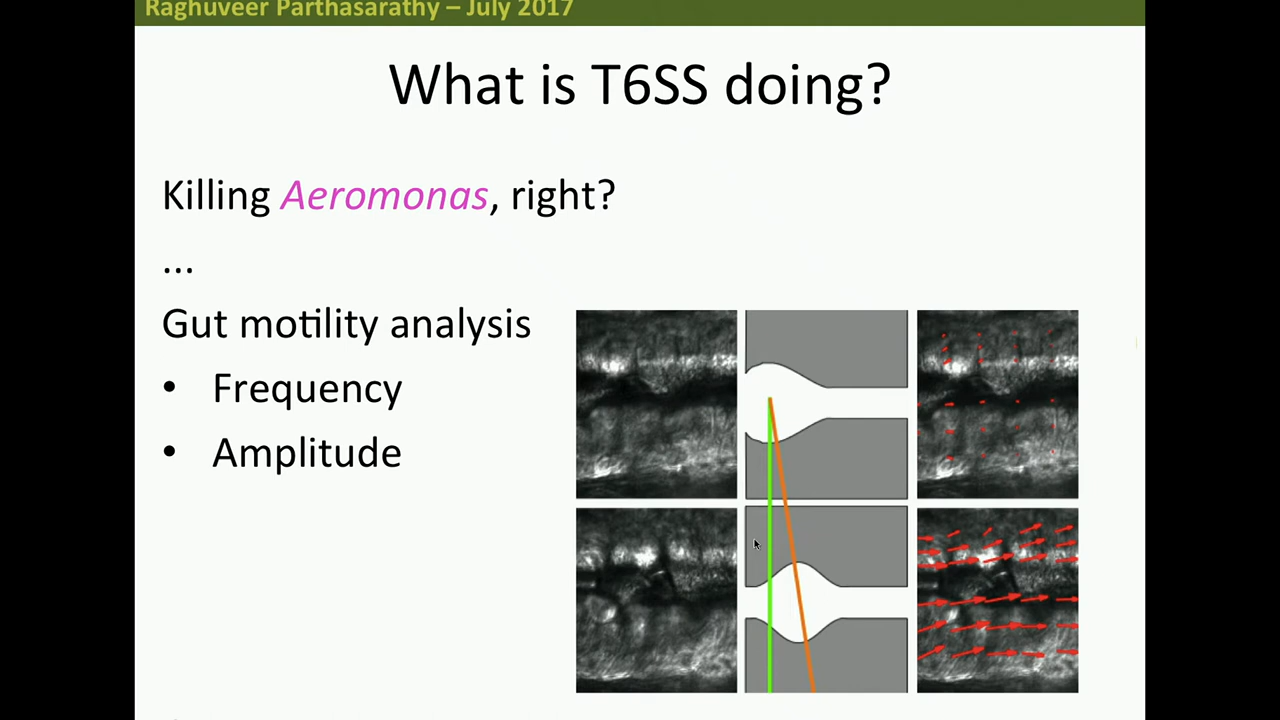 Raghuveer Parthasarathy – July 2017
What is T6SS doing?
Killing Aeromonas, right?
...
Gut motility analysis
• Frequency
• Amplitude